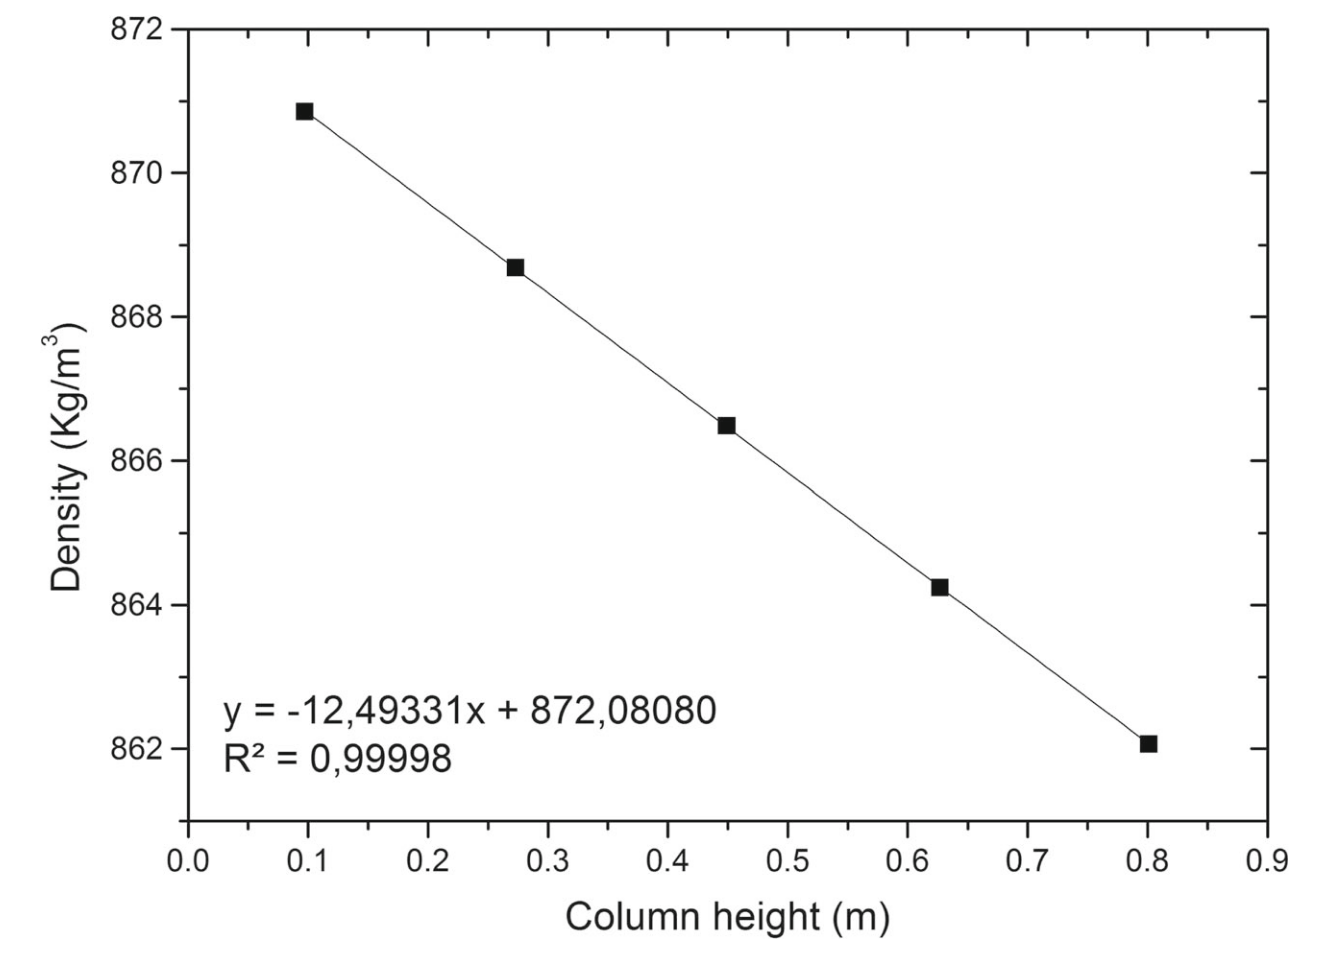 872
870
868
866
864
862
Density (Kg/m³)
y = -12,49331x + 872,08080
R² = 0,99998
0.0 0.1 0.2 0.3 0.4 0.5 0.6 0.7 0.8 0.9
Column height (m)